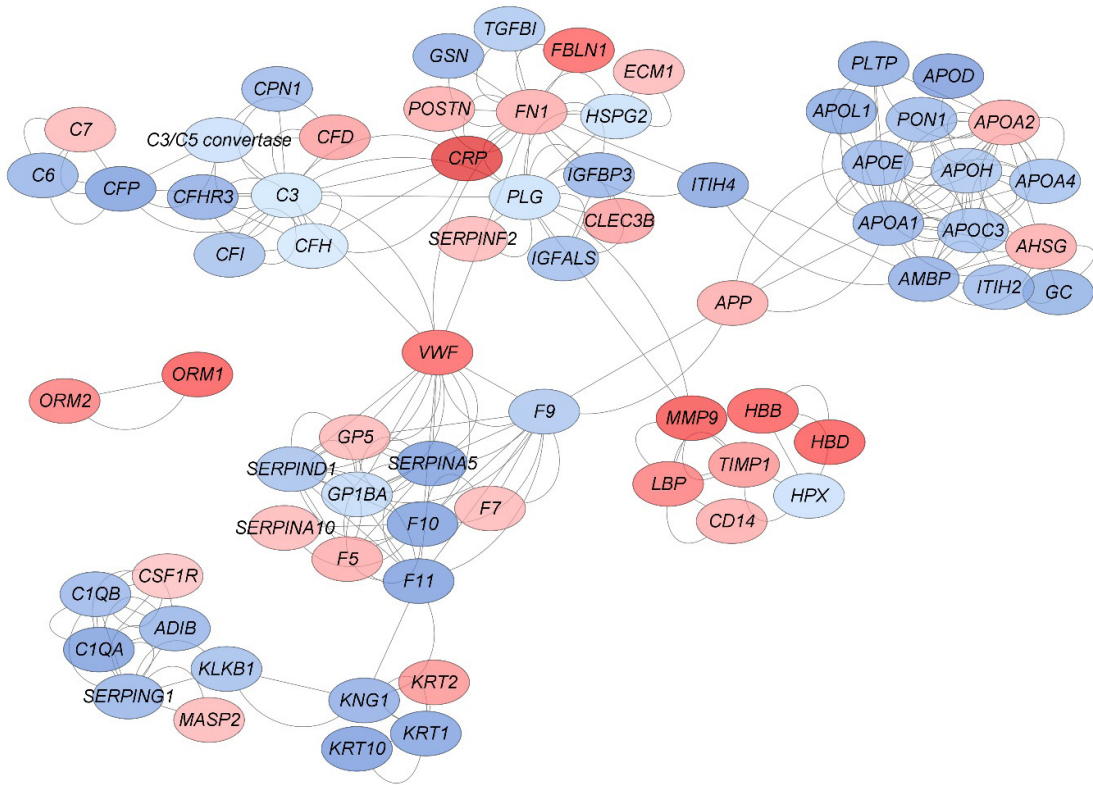 TGFBI
GSN
FBLN1
ECM1
PLTP
APOD
CPN1
POSTN
FN1
HSPG2
APOL1
PON1
APOA2
C7
C3/C5 convertase
CFD
CRP
APOE
APOH
APOA4
C6
CFP
CFHR3
C3
PLG
IGFBP3
ITIH4
CFI
CFH
SERPINF2
CLEC3B
IGFALS
APOA1
APOC3
AHSG
AMBP
ITIH2
GC
APP
VWF
ORM1
ORM2
F9
MMP9
HBB
HBD
GP5
SERPIND1
SERPINA5
GP1BA
TIMP1
LBP
HPX
F7
SERPINA10
F10
CD14
F5
F11
CSF1R
C1QB
ADIB
C1QA
KLKB1
SERPING1
MASP2
KRT2
KNG1
KRT1
KRT10